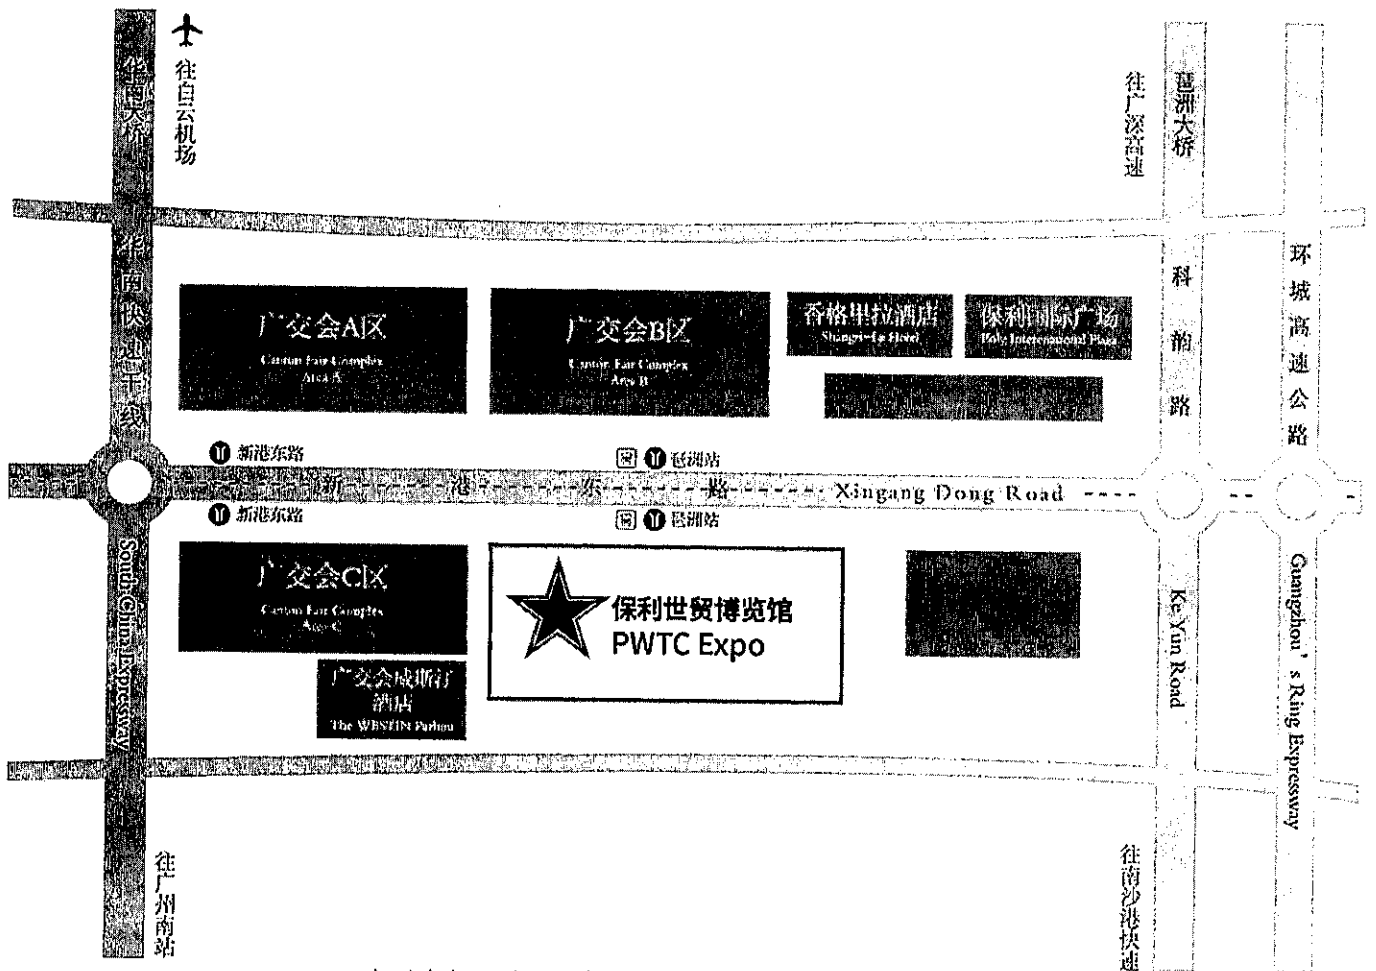 华南大桥
往白云机场
往广深高速
琶洲大桥
华南快速干线
科韵路
环城高速公路
广交会A区
Canton Fair Complex
Area A
广交会B区
Canton Fair Complex
Area B
香格里拉酒店
Shangri-La Hotel
保利国际广场
Poly International Plaza
新港东路
琶洲站
新港东路 Xingang Dong Road
新港东路
琶洲站
South China Expressway
广交会C区
Canton Fair Complex
Area C
保利世贸博览馆
PWTC Expo
Ke Yun Road
Guangzhou's Ring Expressway
广交会威斯汀
酒店
The WESTIN Pazhou
往广州南站
往南沙港快速